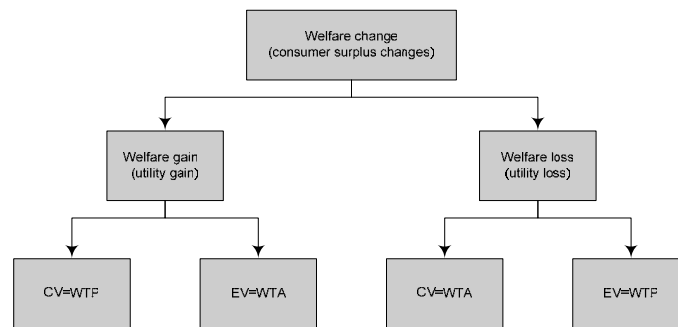 Welfare change
(consumer surplus changes)
Welfare gain
(utility gain)
Welfare loss
(utility loss)
CV=WTP
EV=WTA
CV=WTA
EV=WTP